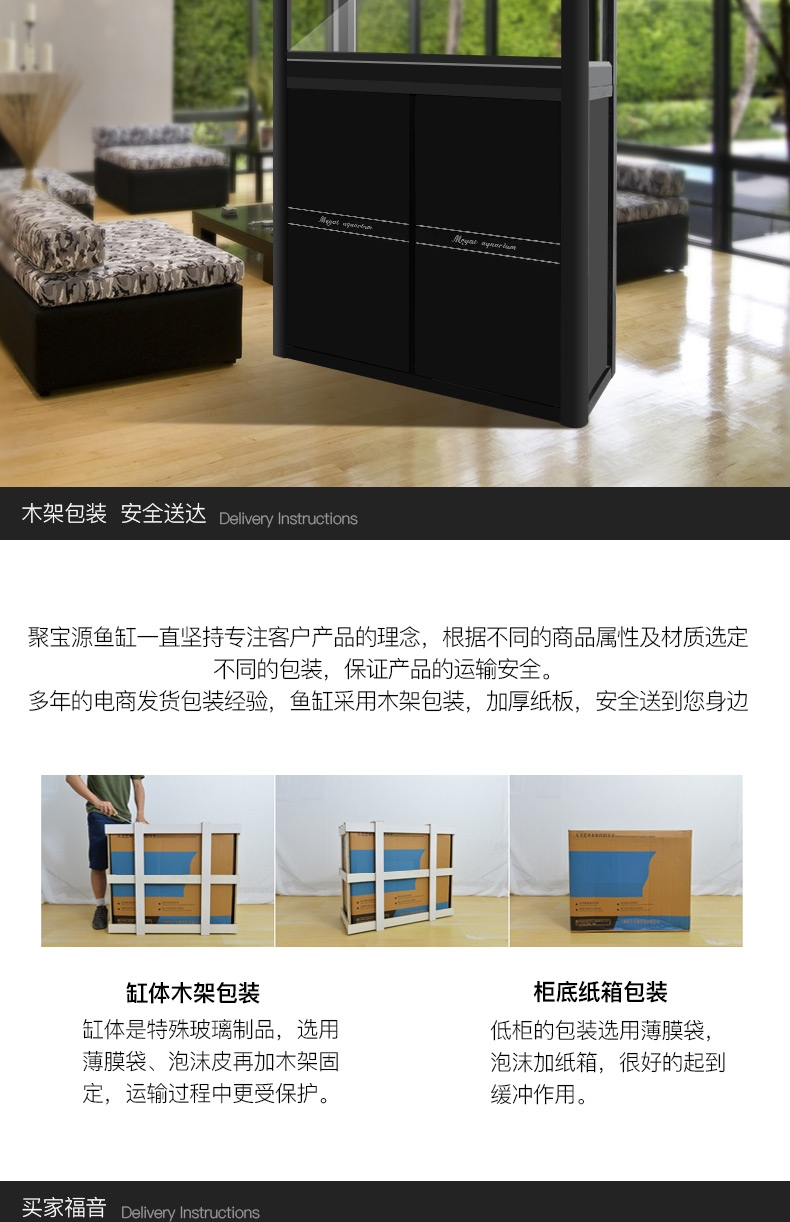 Mogat aquarium
Mogat aquarium
木架包装 安全送达 Delivery Instructions
聚宝源鱼缸一直坚持专注客户产品的理念，根据不同的商品属性及材质选定
不同的包装，保证产品的运输安全。
多年的电商发货包装经验，鱼缸采用木架包装，加厚纸板，安全送到您身边
缸体木架包装
缸体是特殊玻璃制品，选用
薄膜袋、泡沫皮再加木架固
定，运输过程中更受保护。
柜底纸箱包装
低柜的包装选用薄膜袋，
泡沫加纸箱，很好的起到
缓冲作用。
买家福音 Delivery Instructions